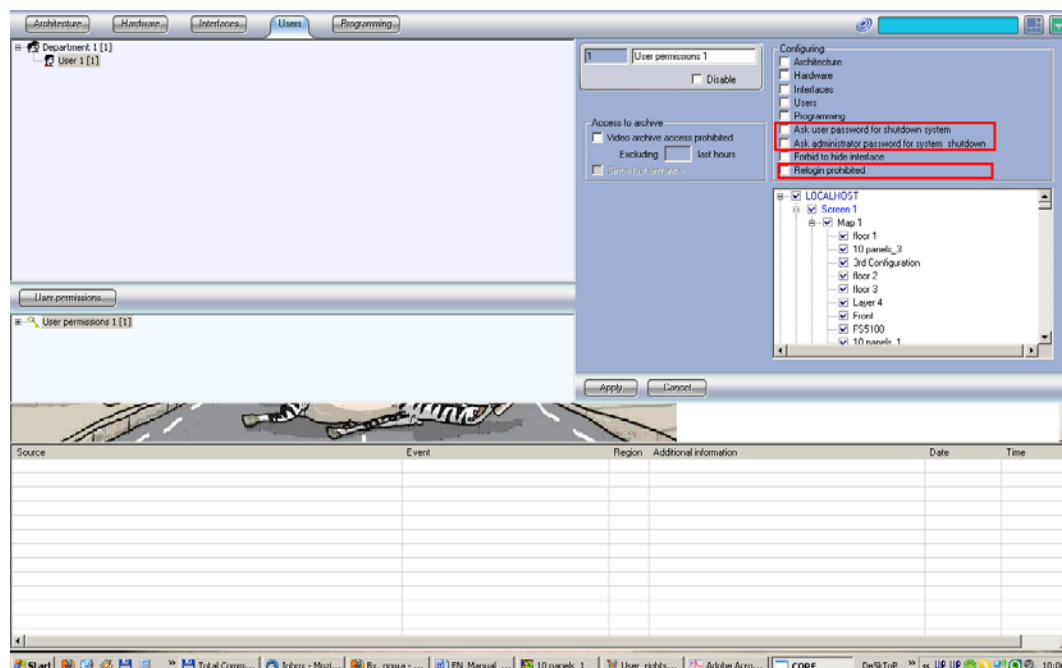 Architecture Hardware Interfaces Users Programming
Department 1 [1]
User 1 [1]
1 User permissions 1
Disable
Access to archive
Video archive access prohibited
Excluding last hours
Since last entrance
Configuring
Architecture
Hardware
Interfaces
Users
Programming
Ask user password for shutdown system
Ask administrator password for system shutdown
Forbid to hide interface
Relogin prohibited
LOCALHOST
Screen 1
Map 1
floor 1
10 panels_3
3rd Configuration
floor 2
floor 3
Layer 4
Front
FS5100
10 panels_1
User permissions
User permissions 1 [1]
Apply Cancel
Source Event Region Additional information Date Time
Start Total Comm... Inbox - Mozi... EN_Manual_... 10 panels_1 User_rights... Adobe Acro... CORE DeSkToP